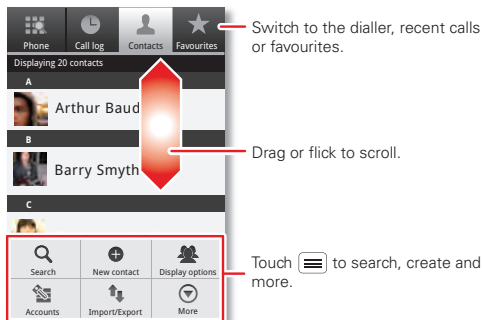 Phone Call log Contacts Favourites
Displaying 20 contacts
A
Arthur Baud
B
Barry Smyth
C
Search New contact Display options
Accounts Import/Export More
Switch to the dialler, recent calls
or favourites.
Drag or flick to scroll.
Touch to search, create and
more.